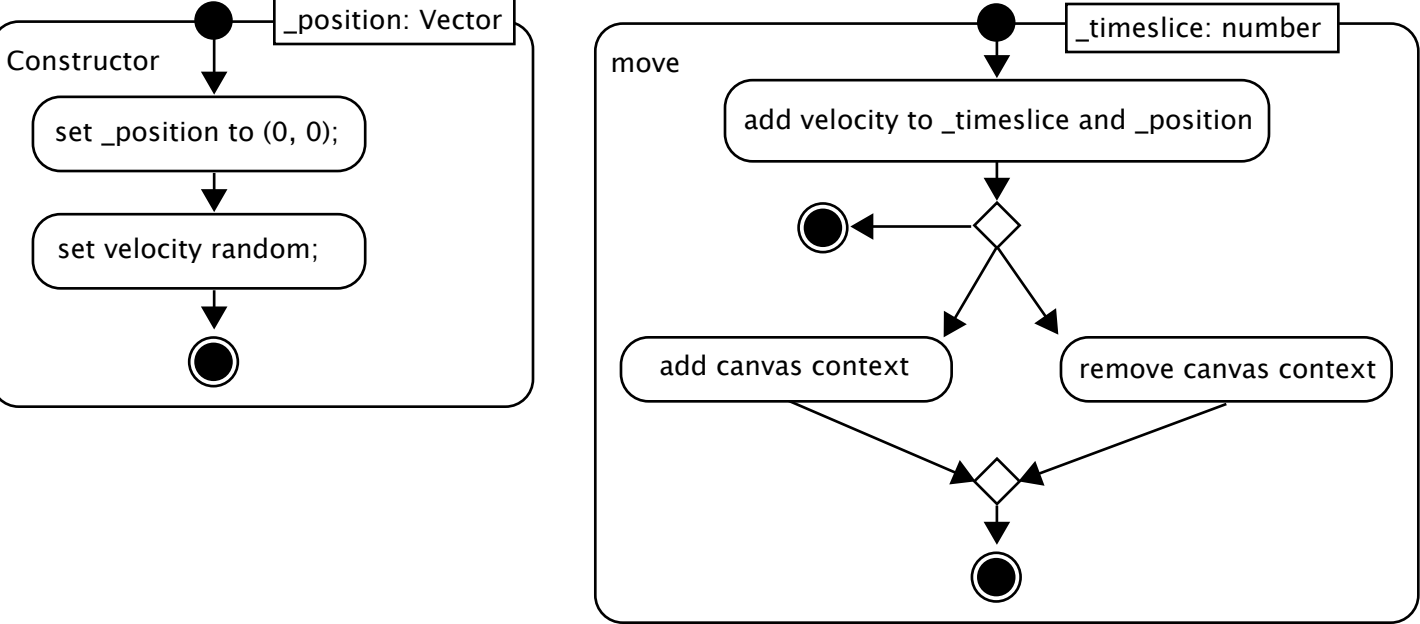 _position: Vector
Constructor
set _position to (0, 0);
set velocity random;
_timeslice: number
move
add velocity to _timeslice and _position
add canvas context
remove canvas context